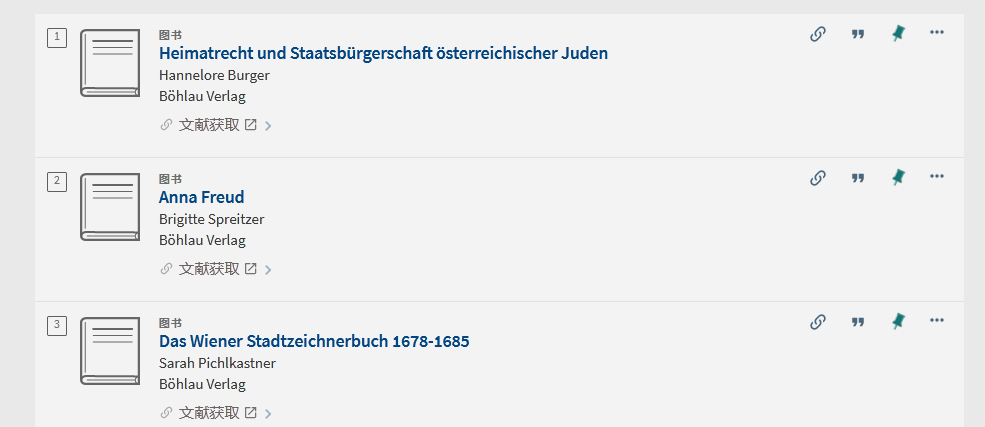 1
图书
Heimatrecht und Staatsbürgerschaft österreichischer Juden
Hannelore Burger
Böhlau Verlag
文献获取
2
图书
Anna Freud
Brigitte Spreitzer
Böhlau Verlag
文献获取
3
图书
Das Wiener Stadtzeichnerbuch 1678-1685
Sarah Pichlkastner
Böhlau Verlag
文献获取